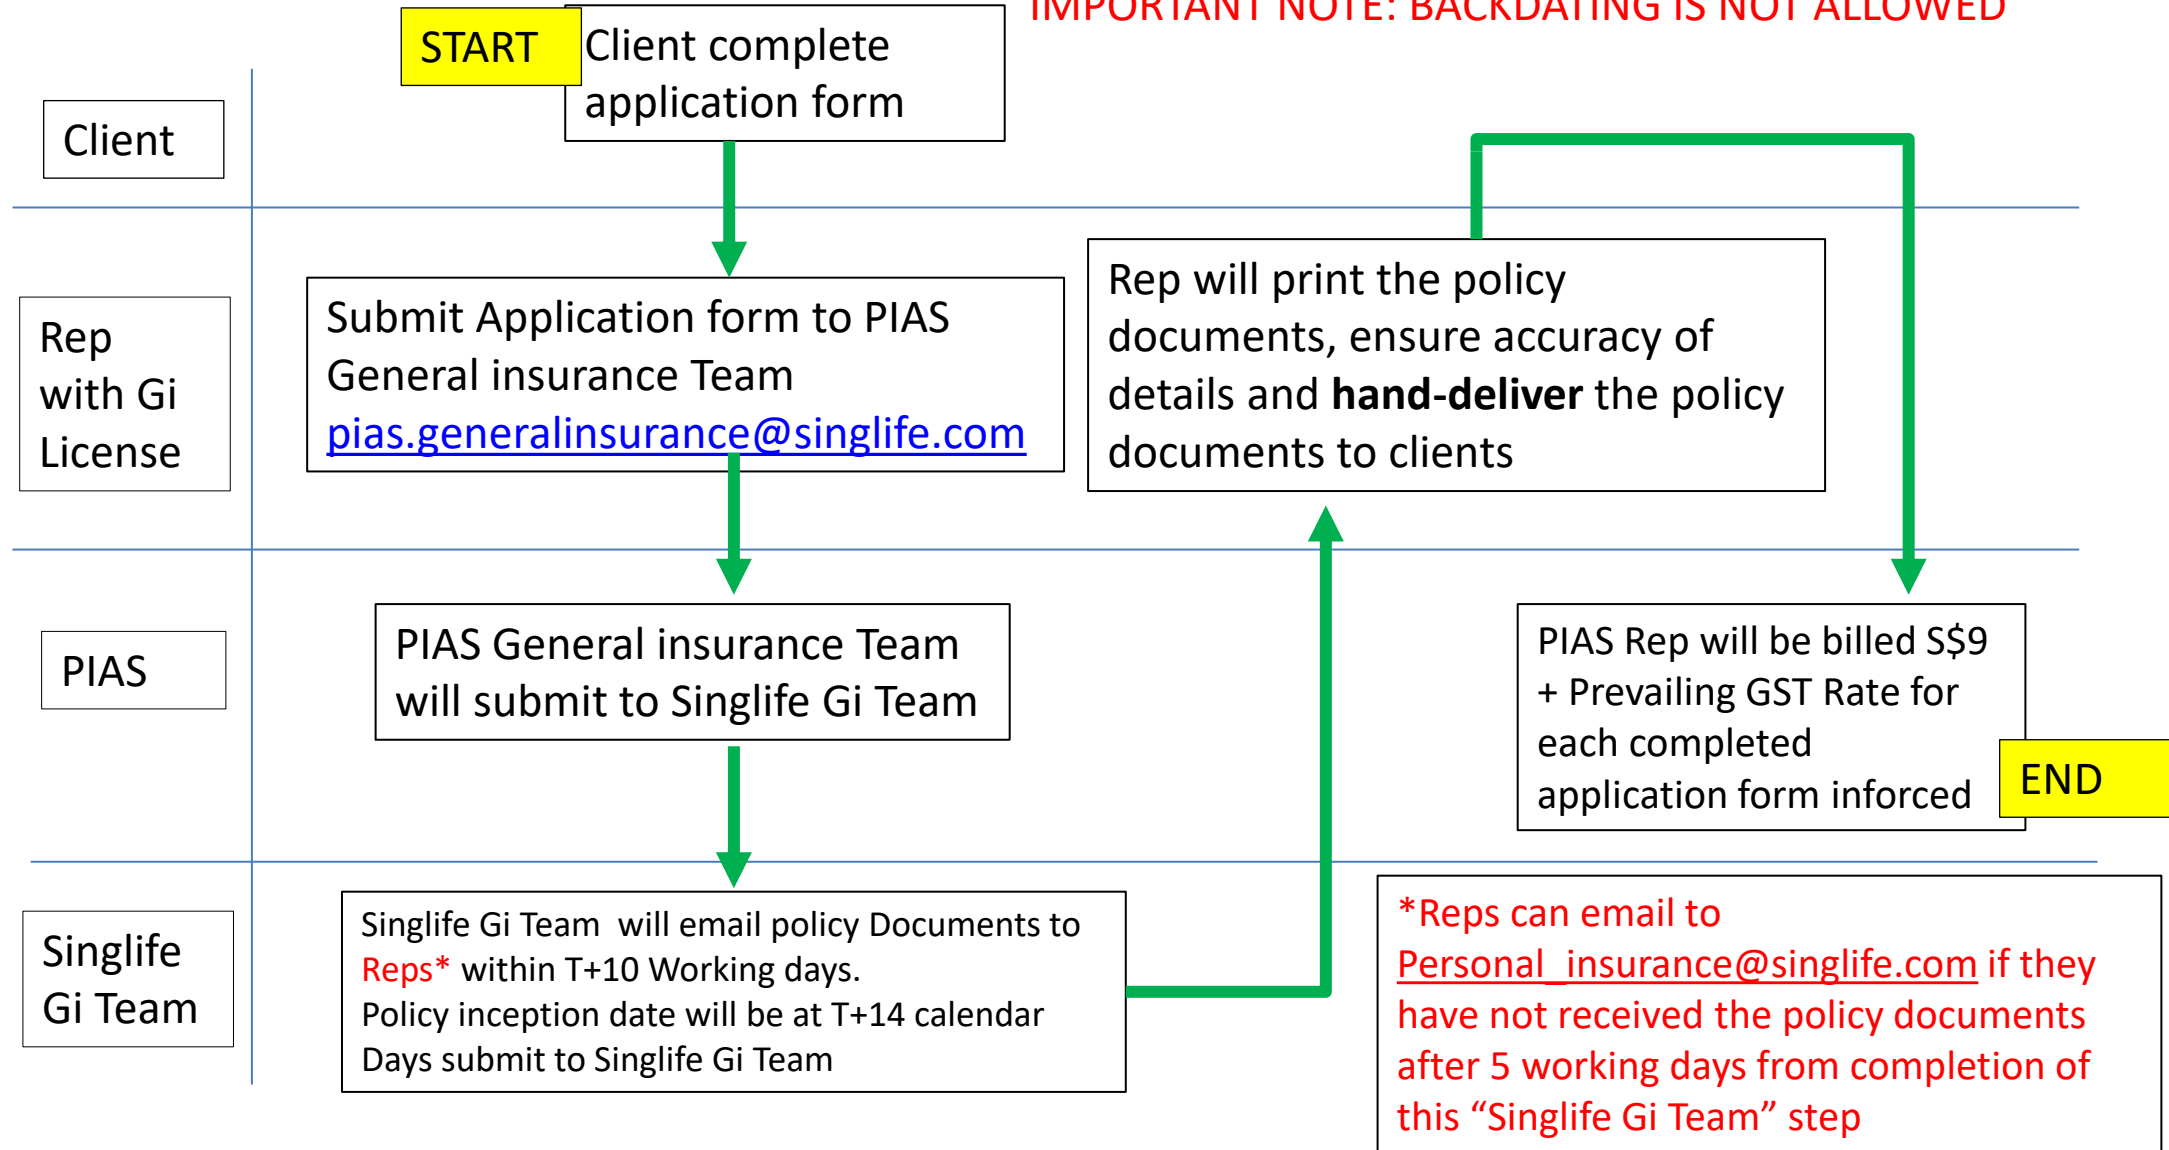 IMPORTANT NOTE: BACKDATING IS NOT ALLOWED
START
Client complete
application form
Client
Rep
with Gi
License
Submit Application form to PIAS
General insurance Team
pias.generalinsurance@singlife.com
Rep will print the policy
documents, ensure accuracy of
details and hand-deliver the policy
documents to clients
PIAS
PIAS General insurance Team
will submit to Singlife Gi Team
PIAS Rep will be billed S$9
+ Prevailing GST Rate for
each completed
application form inforced
END
Singlife
Gi Team
Singlife Gi Team will email policy Documents to
Reps* within T+10 Working days.
Policy inception date will be at T+14 calendar
Days submit to Singlife Gi Team
*Reps can email to
Personal_insurance@singlife.com if they
have not received the policy documents
after 5 working days from completion of
this “Singlife Gi Team” step